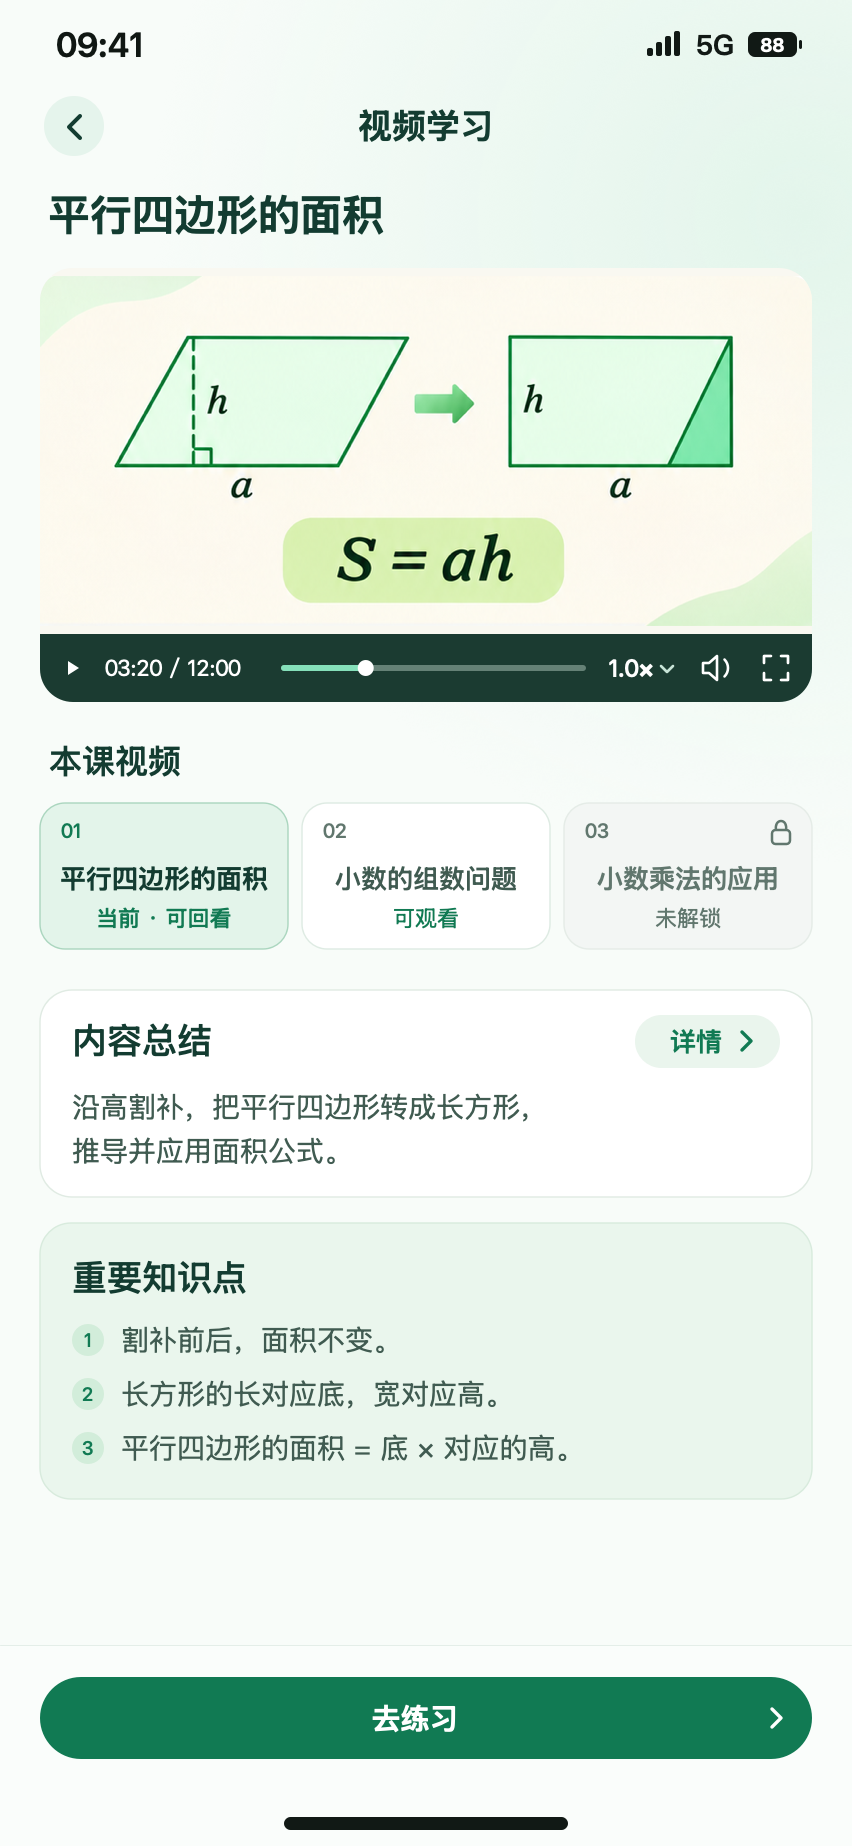 09:41 5G 88
视频学习
平行四边形的面积
h h
a a
S = ah
03:20 / 12:00 1.0×
本课视频
01 02 03
平行四边形的面积 小数的组数问题 小数乘法的应用
当前 · 可回看 可观看 未解锁
内容总结 详情
沿高割补，把平行四边形转成长方形，
推导并应用面积公式。
重要知识点
1 割补前后，面积不变。
2 长方形的长对应底，宽对应高。
3 平行四边形的面积 = 底 × 对应的高。
去练习